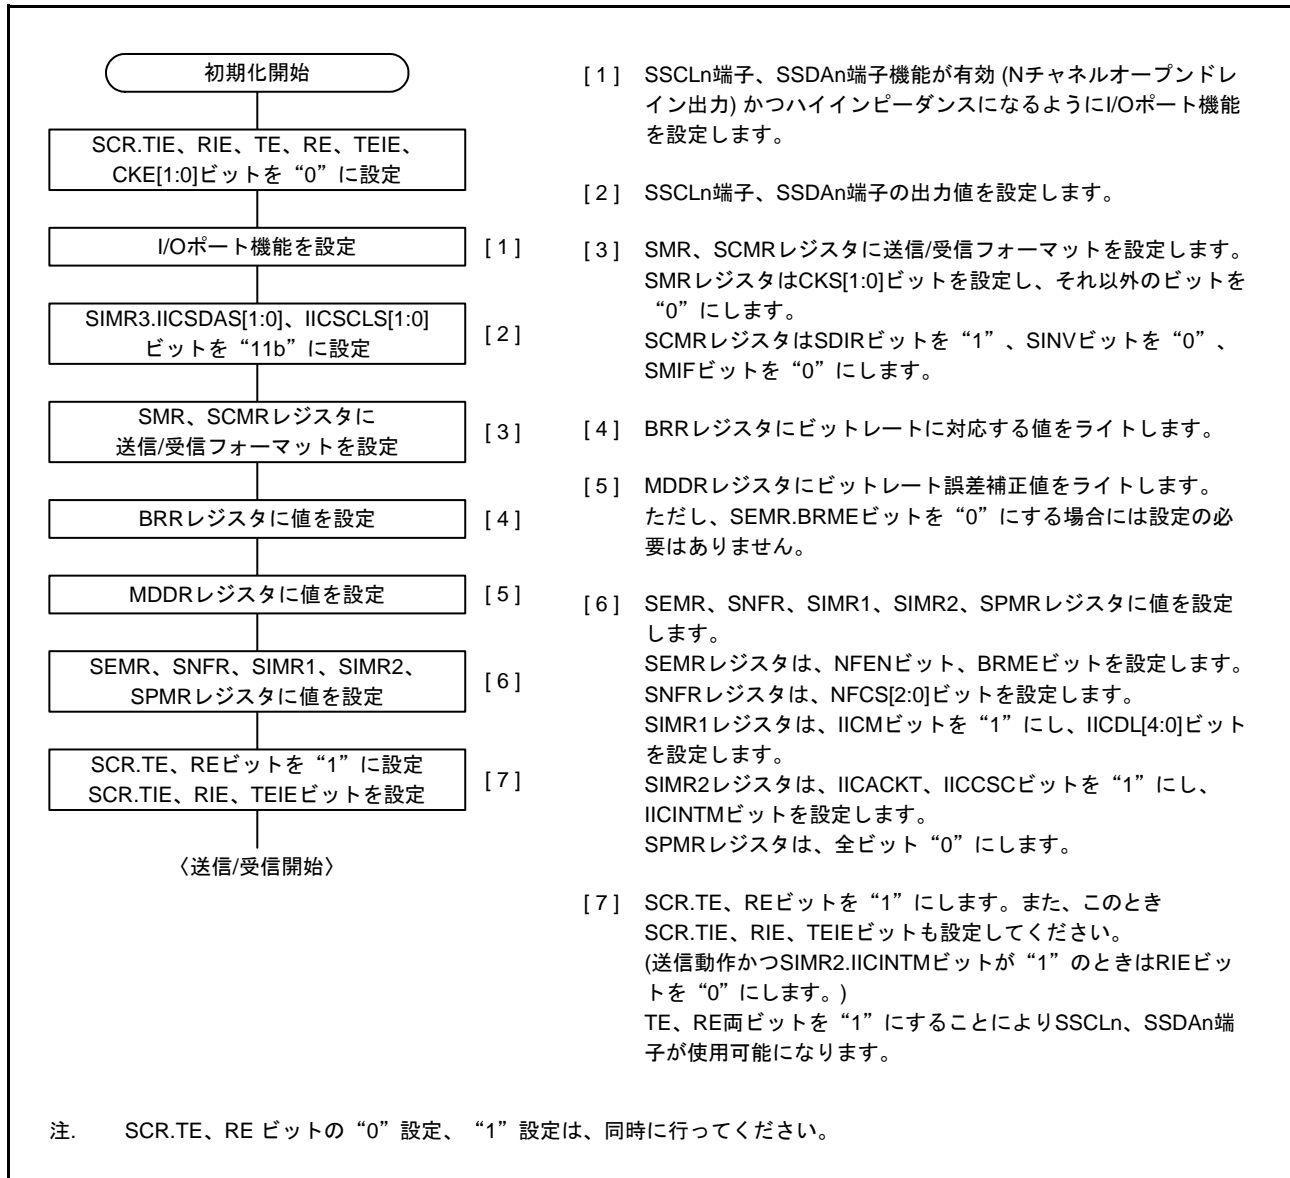 初期化開始
SCR.TIE、RIE、TE、RE、TEIE、
CKE[1:0]ビットを“0”に設定
I/Oポート機能を設定
[ 1 ]
SIMR3.IICSDAS[1:0]、IICSCLS[1:0]
ビットを“11b”に設定
[ 2 ]
SMR、SCMRレジスタに
送信/受信フォーマットを設定
[ 3 ]
BRRレジスタに値を設定
[ 4 ]
MDDRレジスタに値を設定
[ 5 ]
SEMR、SNFR、SIMR1、SIMR2、
SPMRレジスタに値を設定
[ 6 ]
SCR.TE、REビットを“1”に設定
SCR.TIE、RIE、TEIEビットを設定
[ 7 ]
〈送信/受信開始〉
[ 1 ] SSCLn端子、SSDAn端子機能が有効 (Nチャネルオープンドレ
イン出力) かつハイインピーダンスになるようにI/Oポート機能
を設定します。
[ 2 ] SSCLn端子、SSDAn端子の出力値を設定します。
[ 3 ] SMR、SCMRレジスタに送信/受信フォーマットを設定します。
SMRレジスタはCKS[1:0]ビットを設定し、それ以外のビットを
“0”にします。
SCMRレジスタはSDIRビットを“1”、SINVビットを“0”、
SMIFビットを“0”にします。
[ 4 ] BRRレジスタにビットレートに対応する値をライトします。
[ 5 ] MDDRレジスタにビットレート誤差補正値をライトします。
ただし、SEMR.BRMEビットを“0”にする場合には設定の必
要はありません。
[ 6 ] SEMR、SNFR、SIMR1、SIMR2、SPMRレジスタに値を設定
します。
SEMRレジスタは、NFENビット、BRMEビットを設定します。
SNFRレジスタは、NFCS[2:0]ビットを設定します。
SIMR1レジスタは、IICMビットを“1”にし、IICDL[4:0]ビット
を設定します。
SIMR2レジスタは、IICACKT、IICCSCビットを“1”にし、
IICINTMビットを設定します。
SPMRレジスタは、全ビット“0”にします。
[ 7 ] SCR.TE、REビットを“1”にします。また、このとき
SCR.TIE、RIE、TEIEビットも設定してください。
(送信動作かつSIMR2.IICINTMビットが“1”のときはRIEビッ
トを“0”にします。)
TE、RE両ビットを“1”にすることによりSSCLn、SSDAn端
子が使用可能になります。
注. SCR.TE、RE ビットの“0”設定、“1”設定は、同時に行ってください。